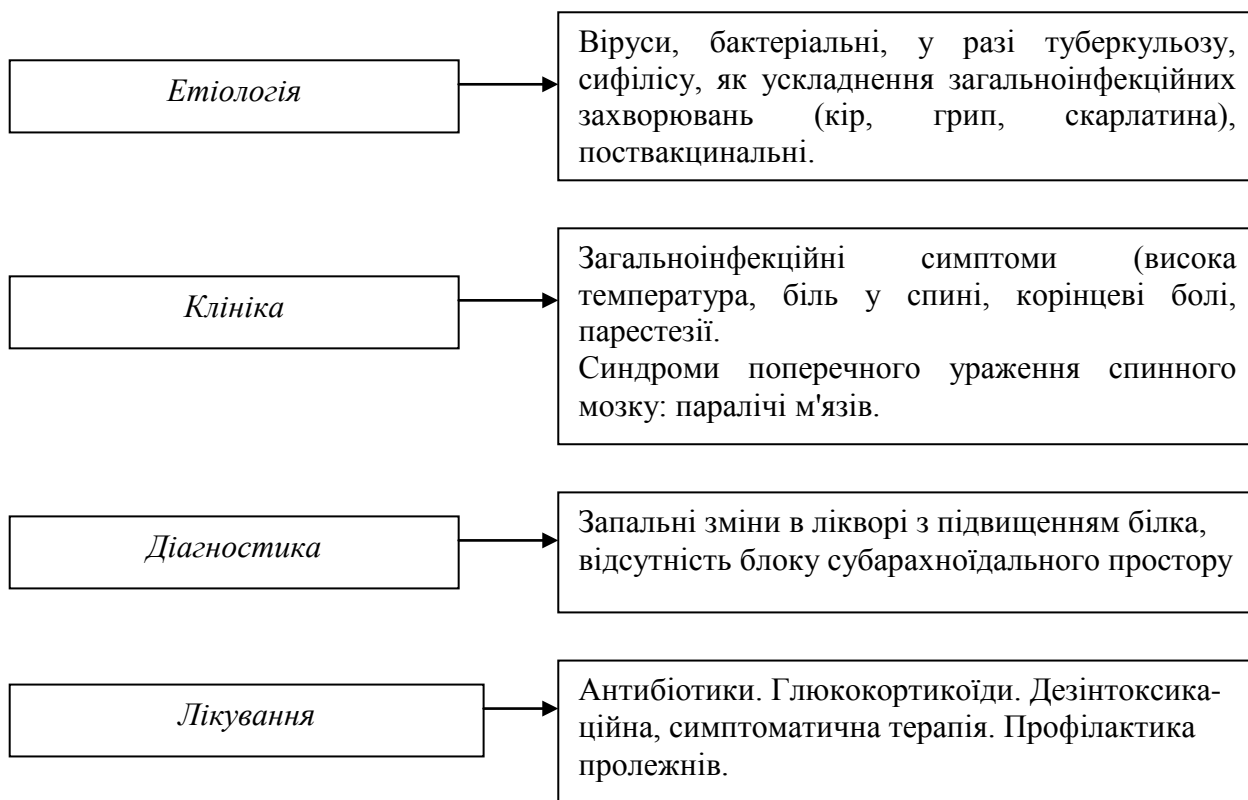 Етіологія
Віруси, бактеріальні, у разі туберкульозу,
сифілісу, як ускладнення загальноінфекційних
захворювань (кір, грип, скарлатина),
поствакцинальні.
Клініка
Загальноінфекційні симптоми (висока
температура, біль у спині, корінцеві болі,
парестезії.
Синдроми поперечного ураження спинного
мозку: паралічі м'язів.
Діагностика
Запальні зміни в лікворі з підвищенням білка,
відсутність блоку субарахноїдального простору
Лікування
Антибіотики. Глюкокортикоїди. Дезінтоксика-
ційна, симптоматична терапія. Профілактика
пролежнів.